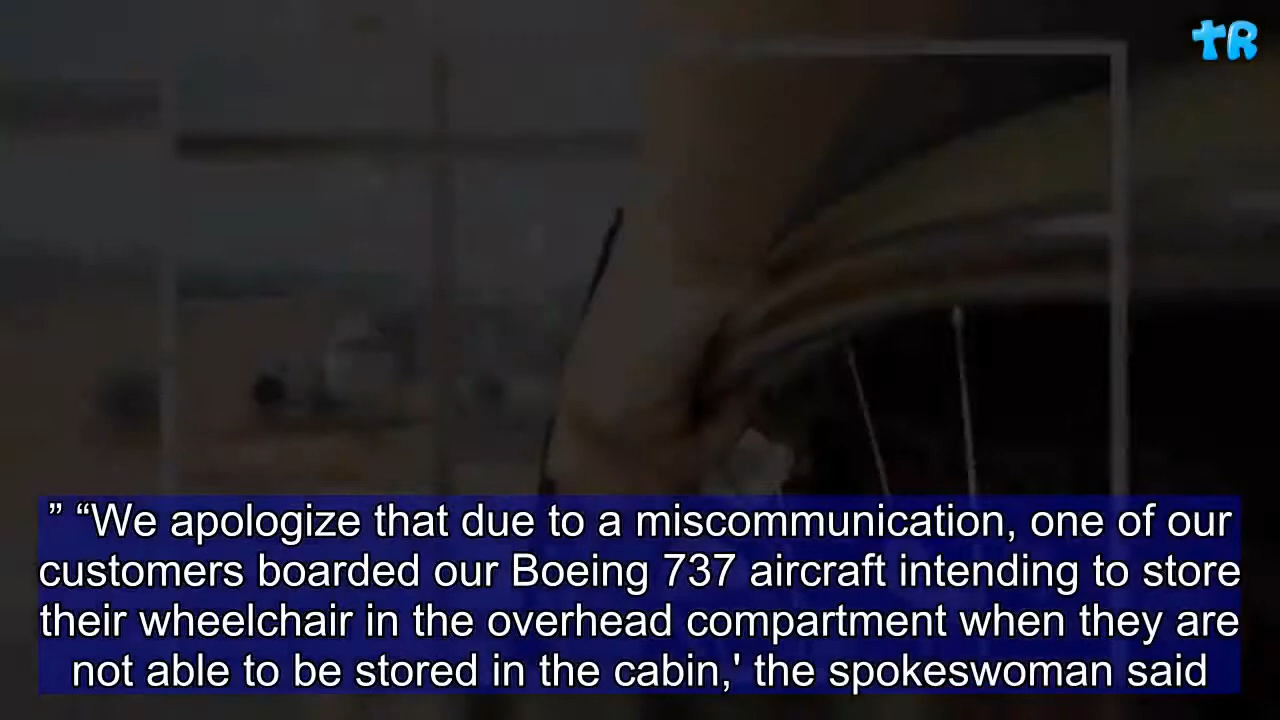 TR
” “We apologize that due to a miscommunication, one of our
customers boarded our Boeing 737 aircraft intending to store
their wheelchair in the overhead compartment when they are
not able to be stored in the cabin,' the spokeswoman said